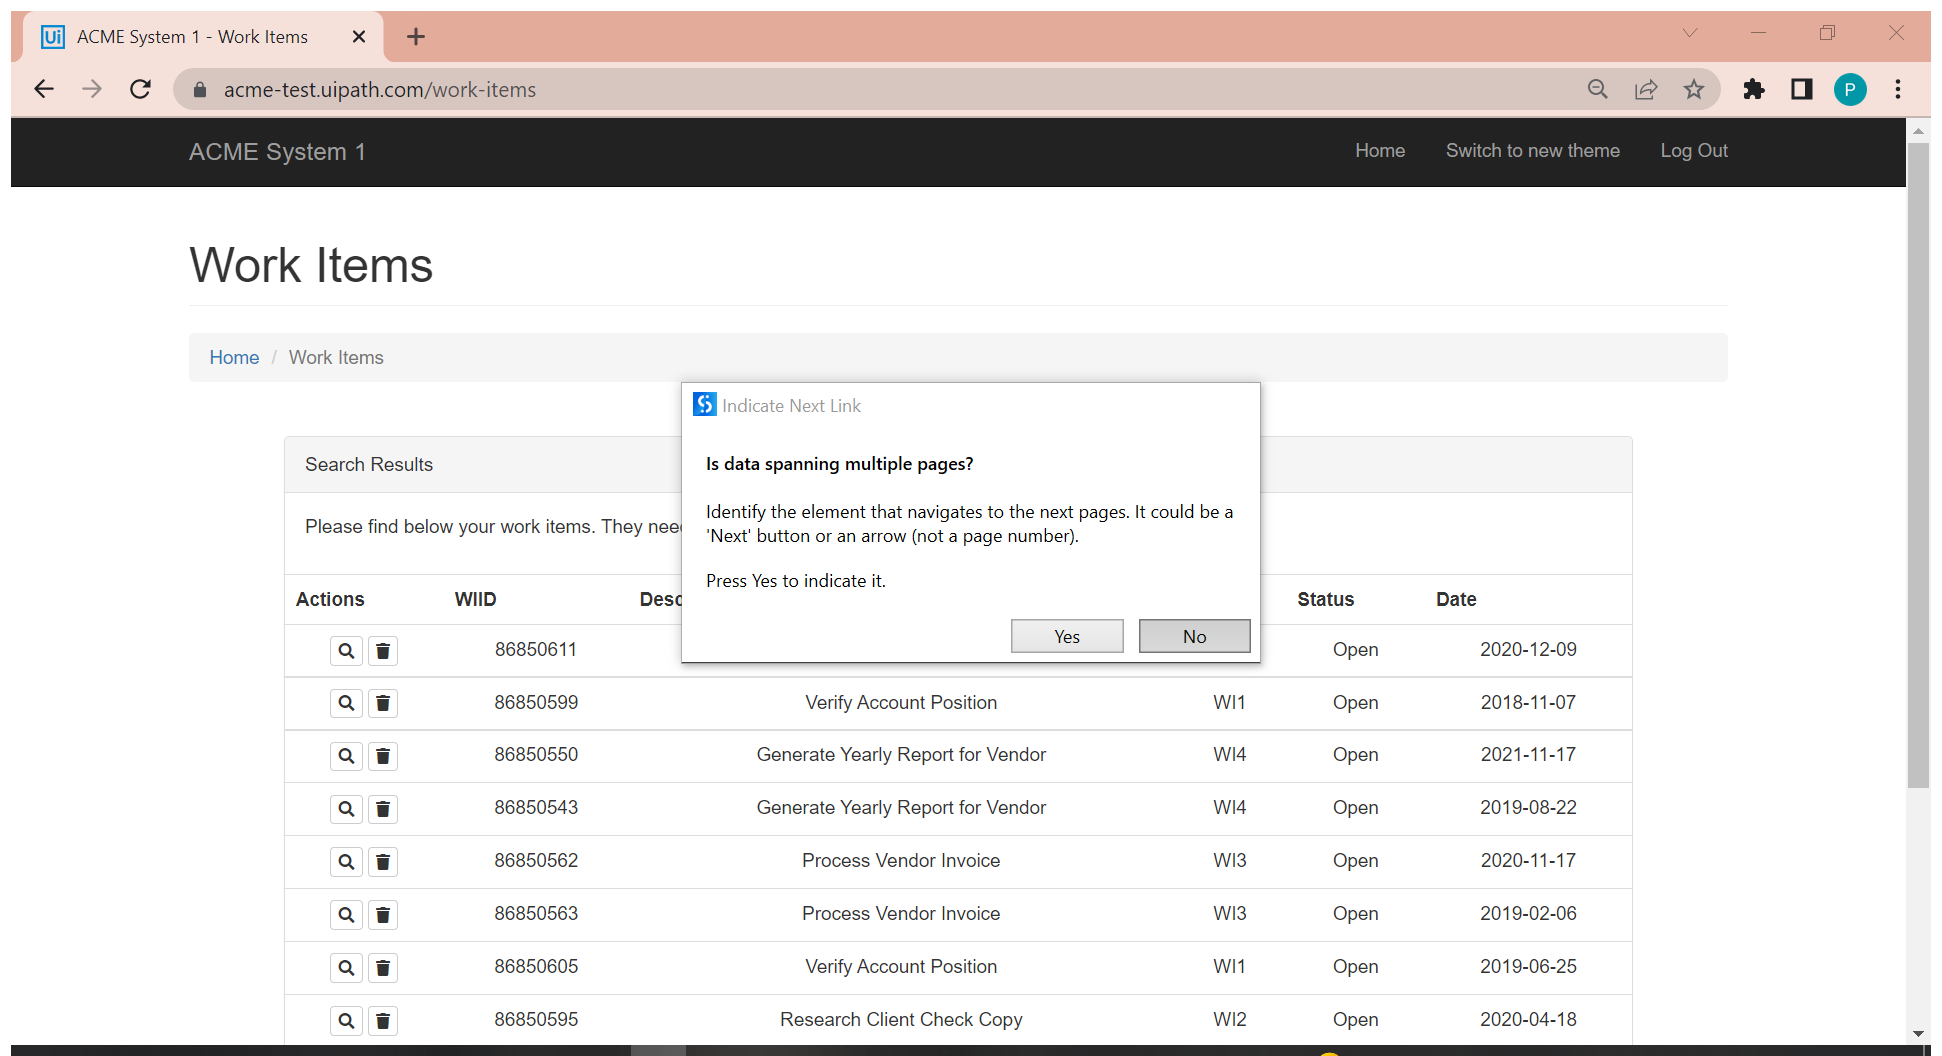 Ui ACME System 1 - Work Items
acme-test.uipath.com/work-items
P
ACME System 1 Home Switch to new theme Log Out
Work Items
Home / Work Items
Indicate Next Link
Is data spanning multiple pages?
Identify the element that navigates to the next pages. It could be a
'Next' button or an arrow (not a page number).
Press Yes to indicate it.
Yes No
Search Results
Please find below your work items. They
Actions WIID Status Date
86850611 Open 2020-12-09
86850599 Verify Account Position WI1 Open 2018-11-07
86850550 Generate Yearly Report for Vendor WI4 Open 2021-11-17
86850543 Generate Yearly Report for Vendor WI4 Open 2019-08-22
86850562 Process Vendor Invoice WI3 Open 2020-11-17
86850563 Process Vendor Invoice WI3 Open 2019-02-06
86850605 Verify Account Position WI1 Open 2019-06-25
86850595 Research Client Check Copy WI2 Open 2020-04-18